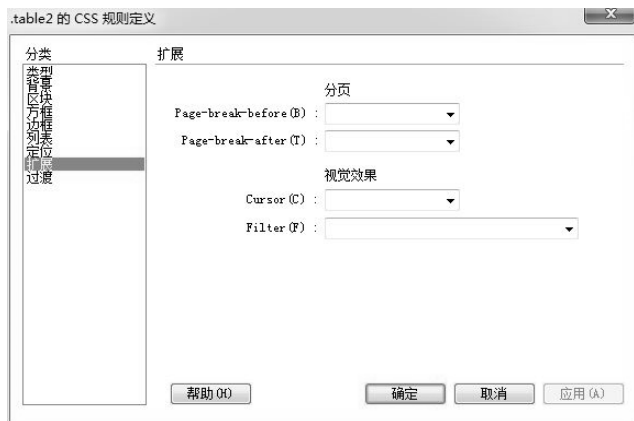 .table2 的 CSS 规则定义
分类
类型
背景
区块
方框
边框
列表
定位
扩展
过渡
扩展
分页
Page-break-before(B) :
Page-break-after(T) :
视觉效果
Cursor(C) :
Filter(F) :
帮助(H)
确定
取消
应用(A)